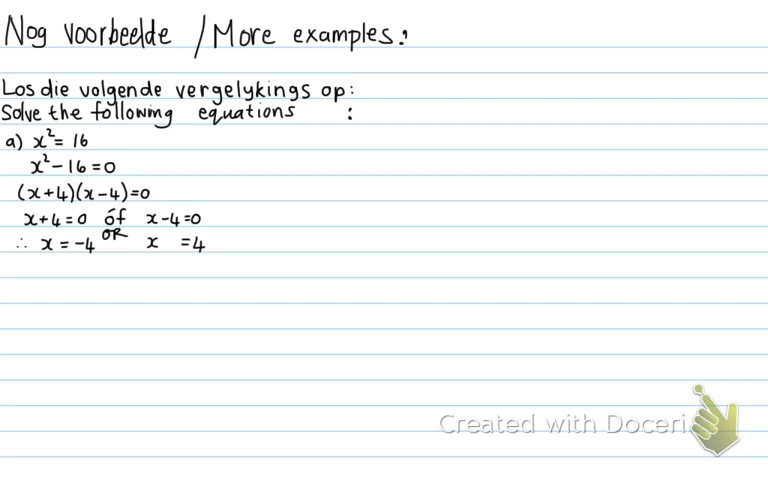 Nog voorbeelde / More examples:
Los die volgende vergelykings op:
Solve the following equations :
a) x² = 16
x² - 16 = 0
(x+4)(x-4)=0
x+4=0 óf x-4=0
OR
∴ x = -4 x = 4
Created with Doceri